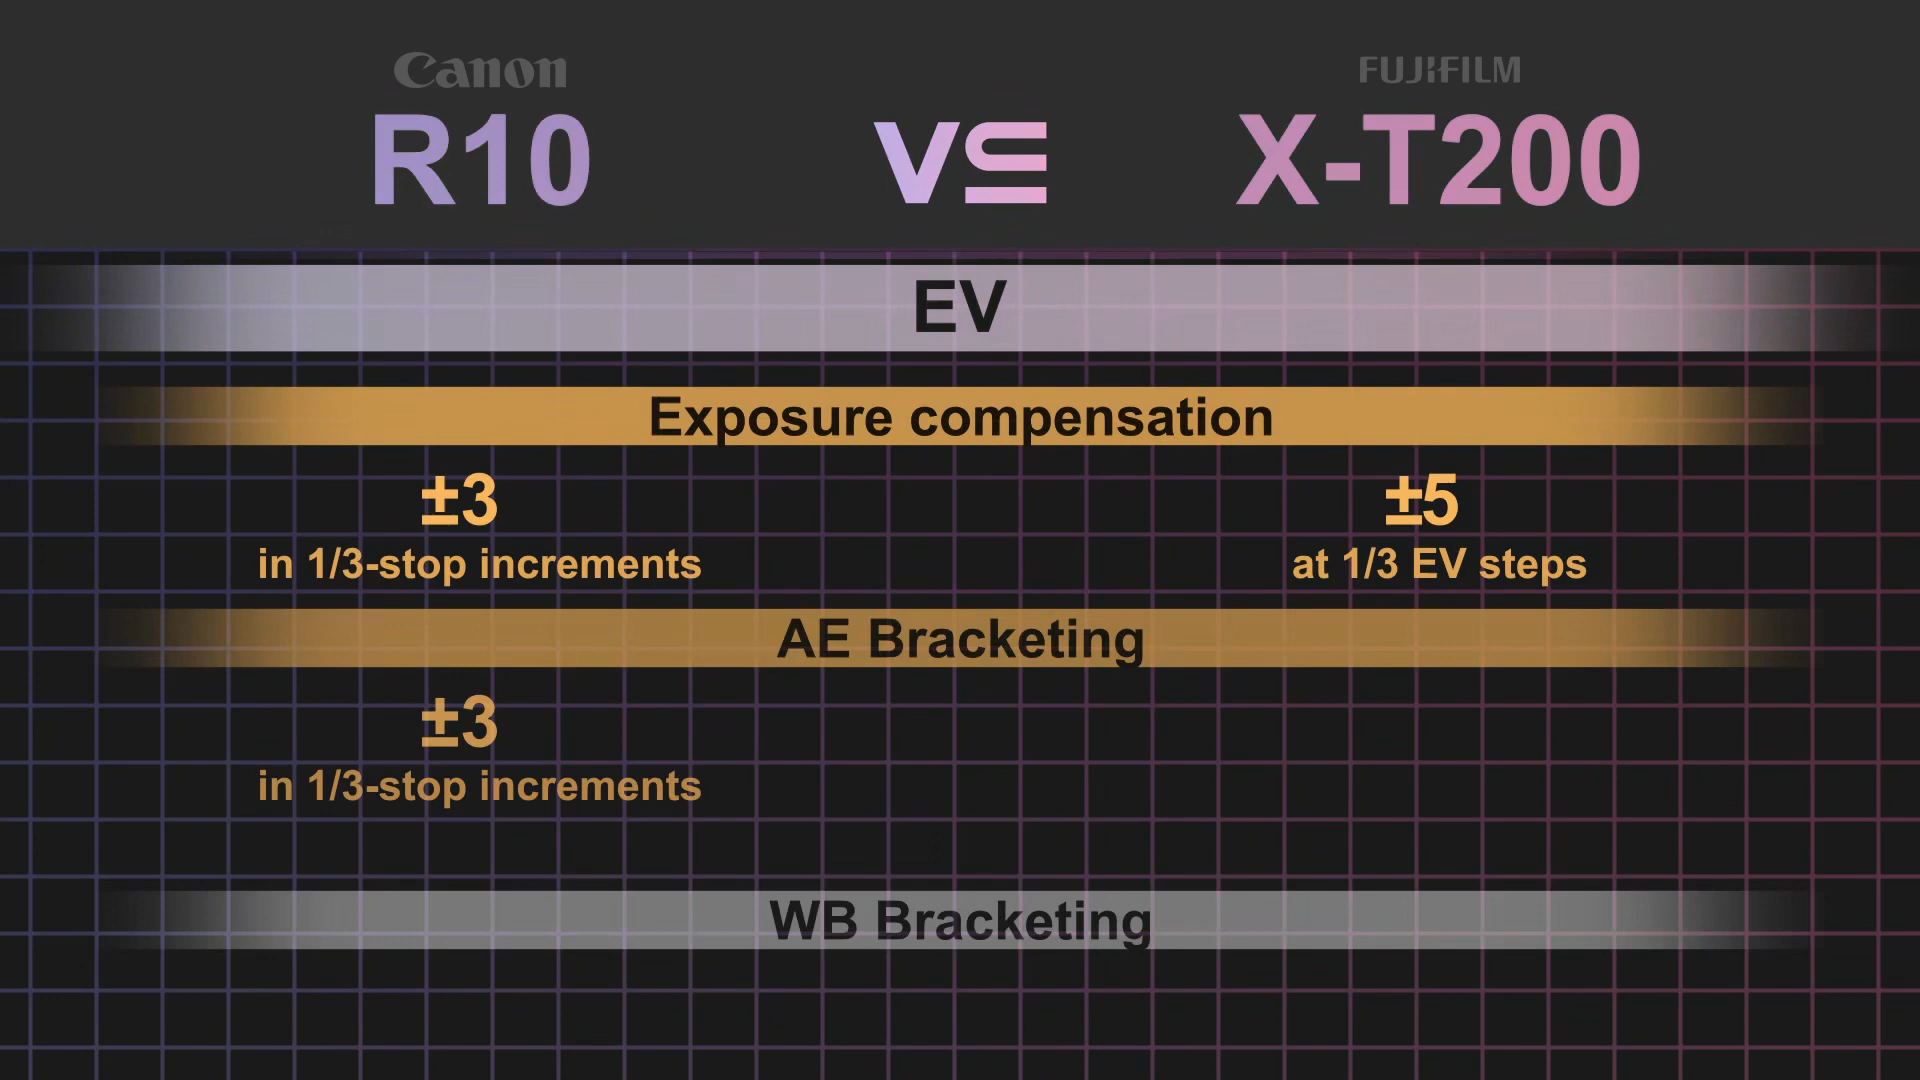 Canon
FUJIFILM
R10
VS
X-T200
EV
Exposure compensation
±3
±5
in 1/3-stop increments
at 1/3 EV steps
AE Bracketing
±3
in 1/3-stop increments
WB Bracketing